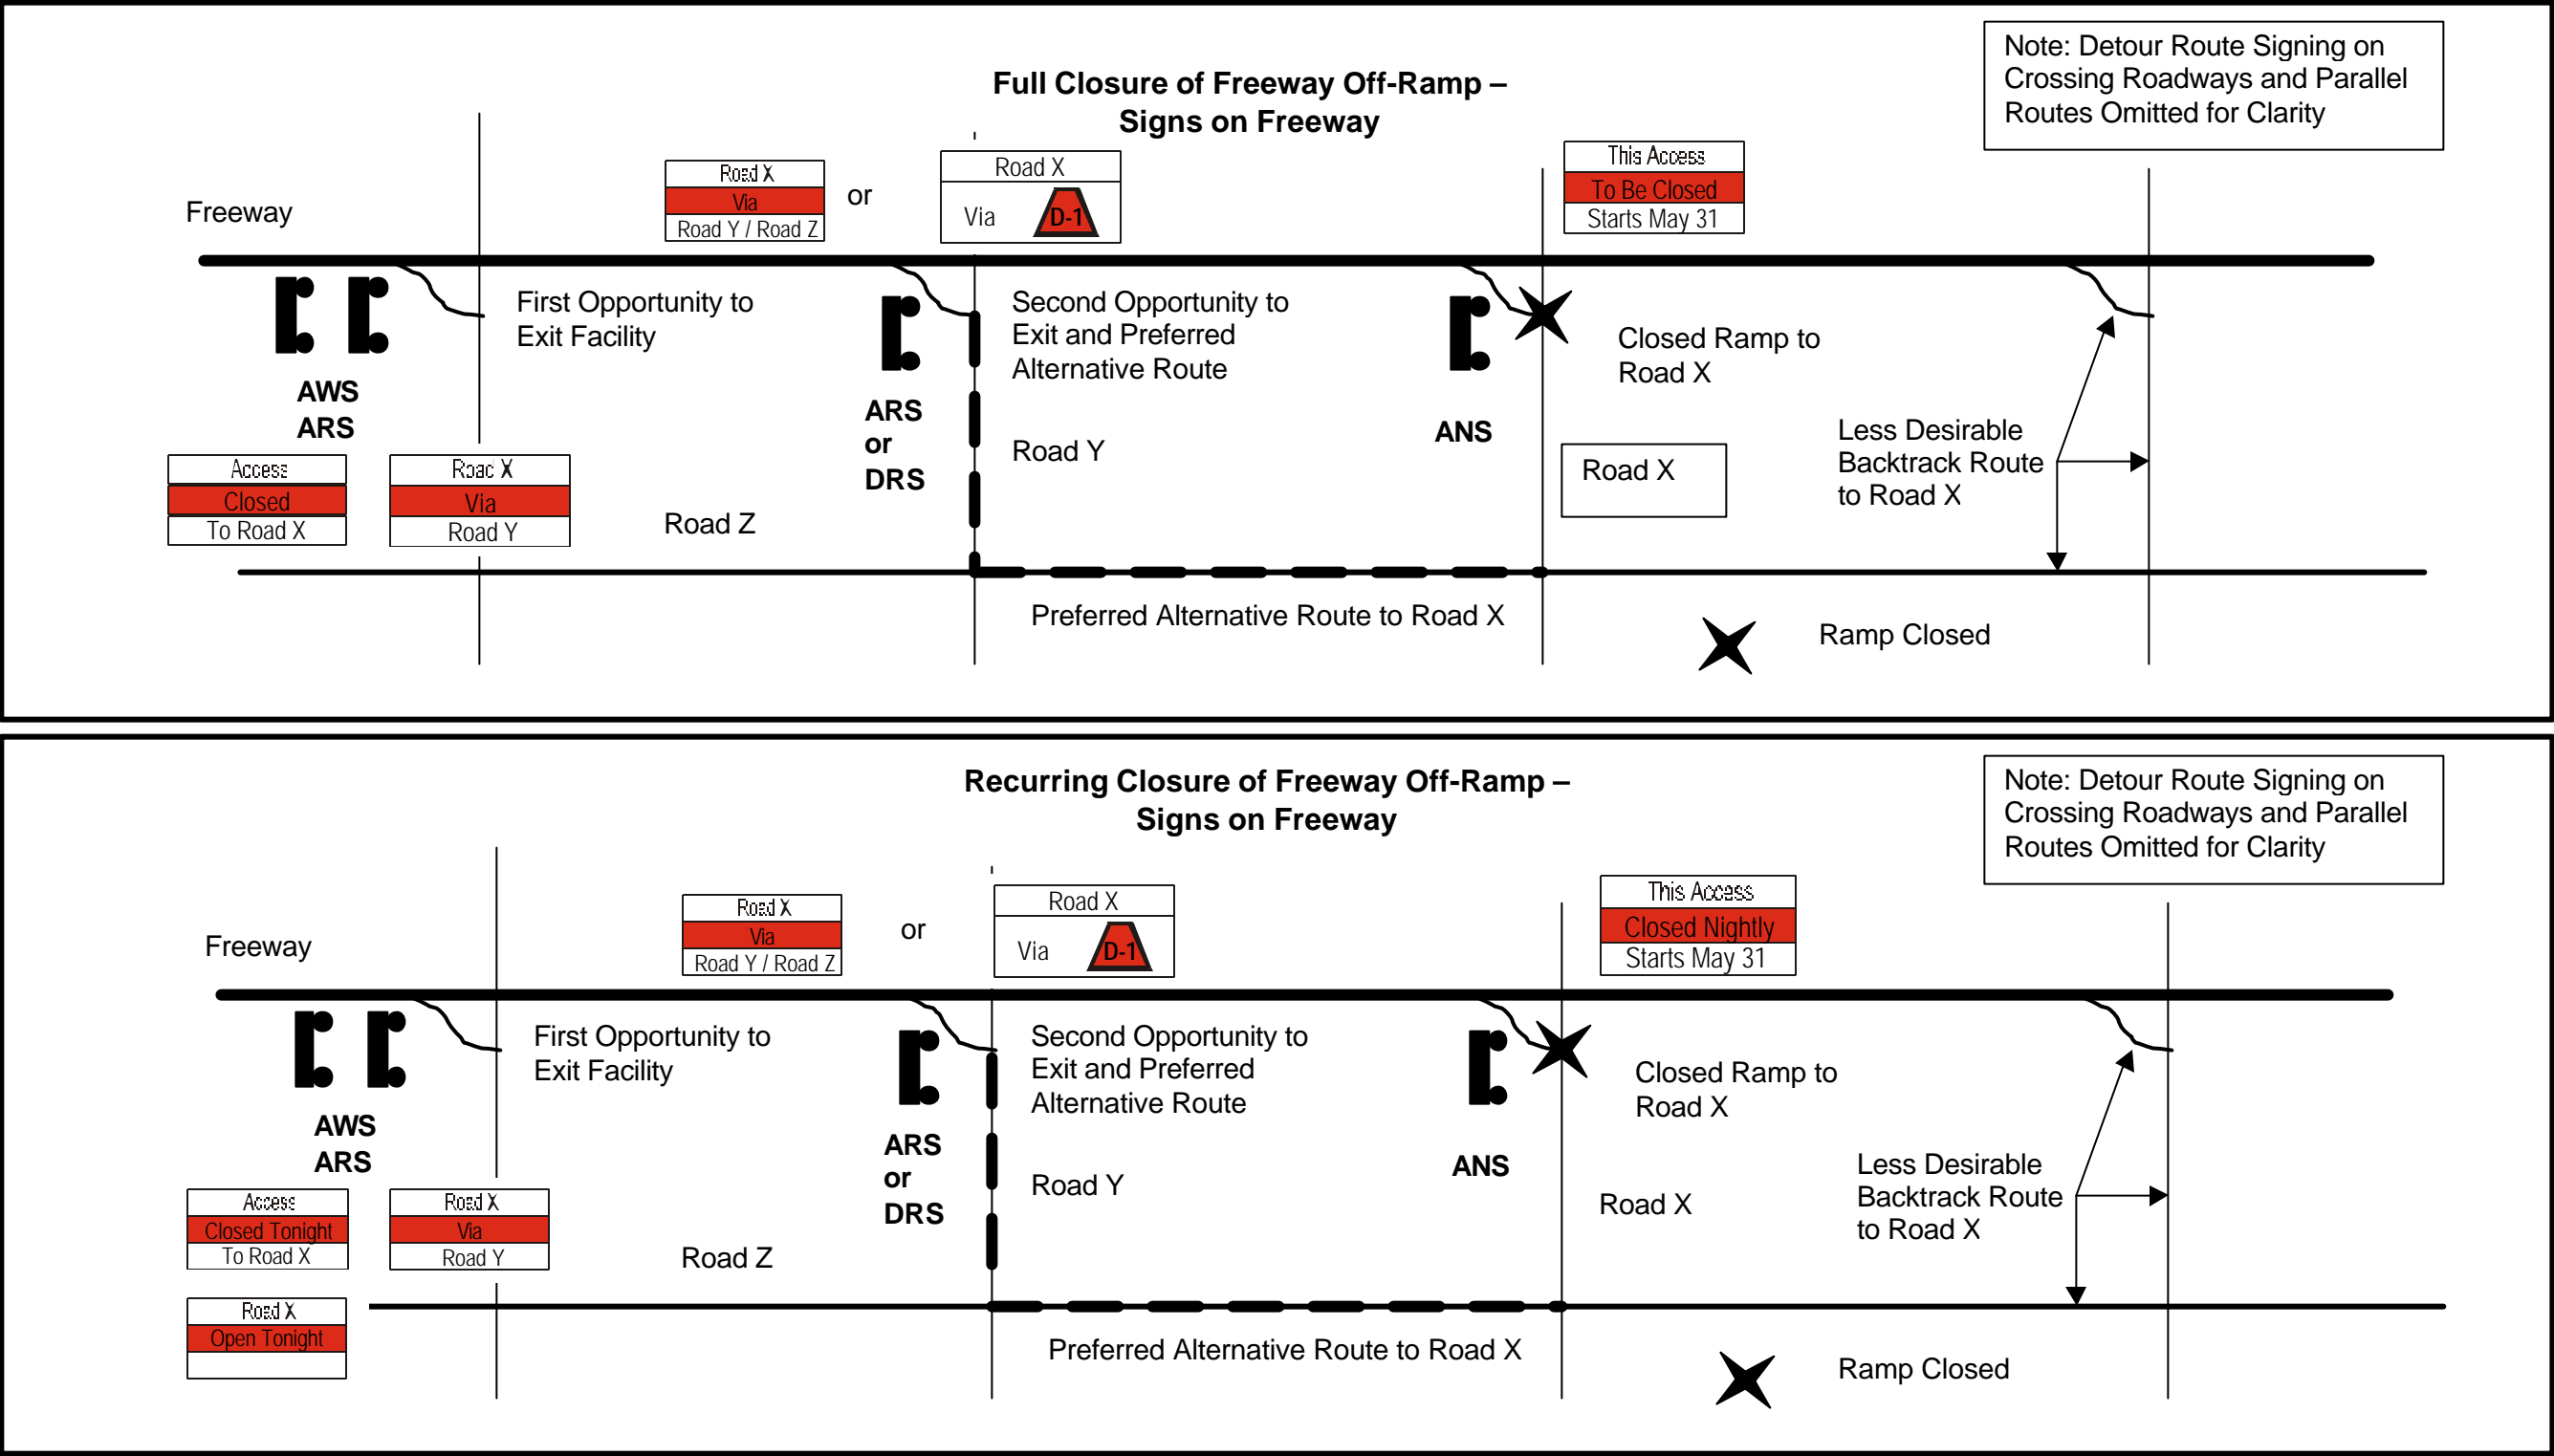 Full Closure of Freeway Off-Ramp –
Signs on Freeway
Note: Detour Route Signing on
Crossing Roadways and Parallel
Routes Omitted for Clarity
Freeway
Road X
Via
Road Y / Road Z
or
Road X
Via
D-1
This Access
To Be Closed
Starts May 31
First Opportunity to
Exit Facility
Second Opportunity to
Exit and Preferred
Alternative Route
Closed Ramp to
Road X
AWS
ARS
ARS
or
DRS
Road Y
ANS
Less Desirable
Backtrack Route
to Road X
Access
Closed
To Road X
Road X
Via
Road Y
Road Z
Road X
Preferred Alternative Route to Road X
Ramp Closed
Recurring Closure of Freeway Off-Ramp –
Signs on Freeway
Note: Detour Route Signing on
Crossing Roadways and Parallel
Routes Omitted for Clarity
Freeway
Road X
Via
Road Y / Road Z
or
Road X
Via
D-1
This Access
Closed Nightly
Starts May 31
First Opportunity to
Exit Facility
Second Opportunity to
Exit and Preferred
Alternative Route
Closed Ramp to
Road X
AWS
ARS
ARS
or
DRS
Road Y
ANS
Road X
Less Desirable
Backtrack Route
to Road X
Access
Closed Tonight
To Road X
Road X
Via
Road Y
Road Z
Road X
Open Tonight
Preferred Alternative Route to Road X
Ramp Closed